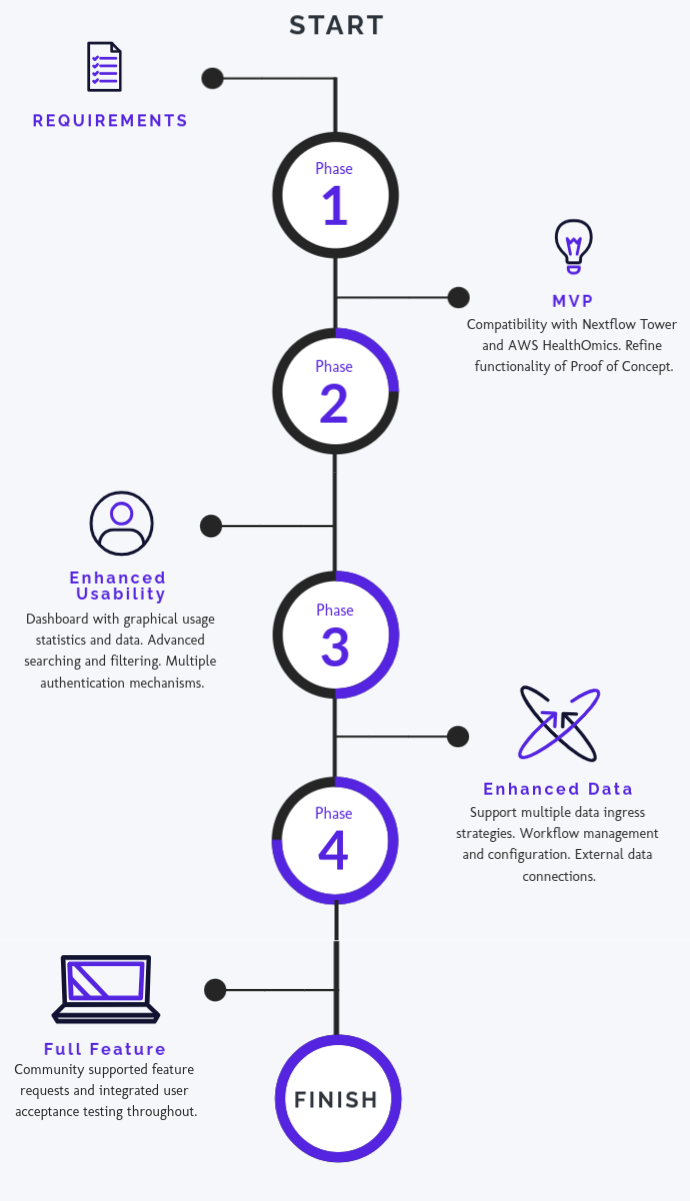 START
REQUIREMENTS
Phase
1
MVP
Compatibility with Nextflow Tower
and AWS HealthOmics. Refine
functionality of Proof of Concept.
Phase
2
Enhanced
Usability
Dashboard with graphical usage
statistics and data. Advanced
searching and filtering. Multiple
authentication mechanisms.
Phase
3
Enhanced Data
Support multiple data ingress
strategies. Workflow management
and configuration. External data
connections.
Phase
4
Full Feature
Community supported feature
requests and integrated user
acceptance testing throughout.
FINISH